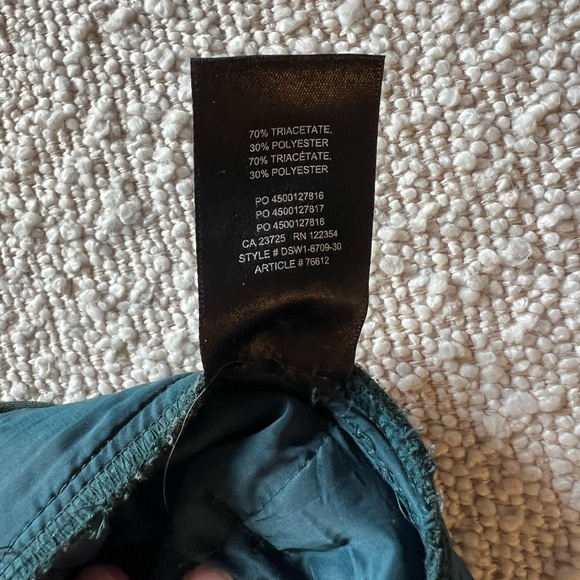 70% TRIACETATE,
30% POLYESTER
70% TRIACÉTATE,
30% POLYESTER
PO 4500127816
PO 4500127817
PO 4500127818
CA 23725 RN 122354
STYLE # DSW1-6709-30
ARTICLE # 76612